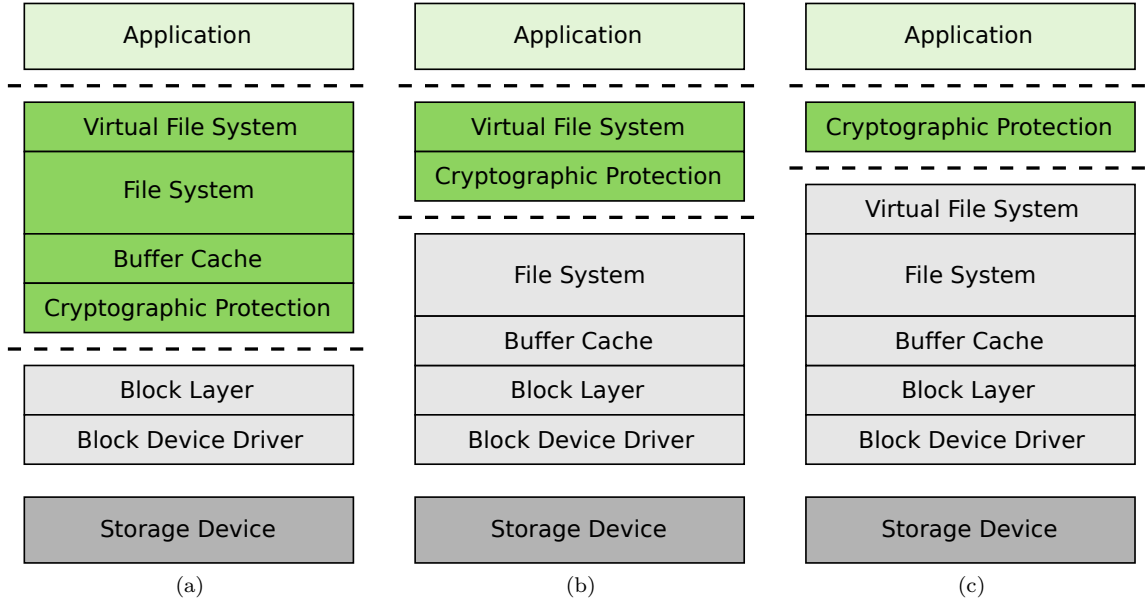 Application
Virtual File System
File System
Buffer Cache
Cryptographic Protection
Block Layer
Block Device Driver
Storage Device
(a)
Application
Virtual File System
Cryptographic Protection
File System
Buffer Cache
Block Layer
Block Device Driver
Storage Device
(b)
Application
Cryptographic Protection
Virtual File System
File System
Buffer Cache
Block Layer
Block Device Driver
Storage Device
(c)